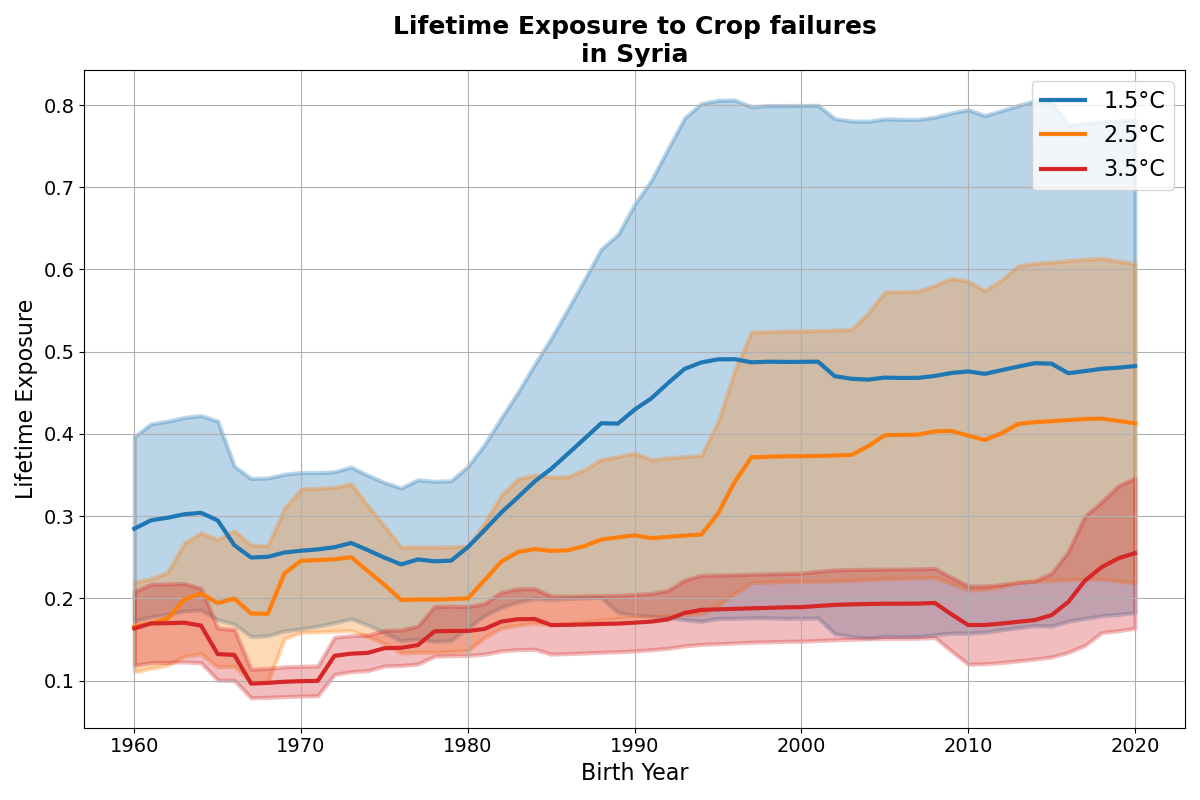 Lifetime Exposure to Crop failures
in Syria
1.5°C
2.5°C
3.5°C
Lifetime Exposure
0.8
0.7
0.6
0.5
0.4
0.3
0.2
0.1
1960 1970 1980 1990 2000 2010 2020
Birth Year